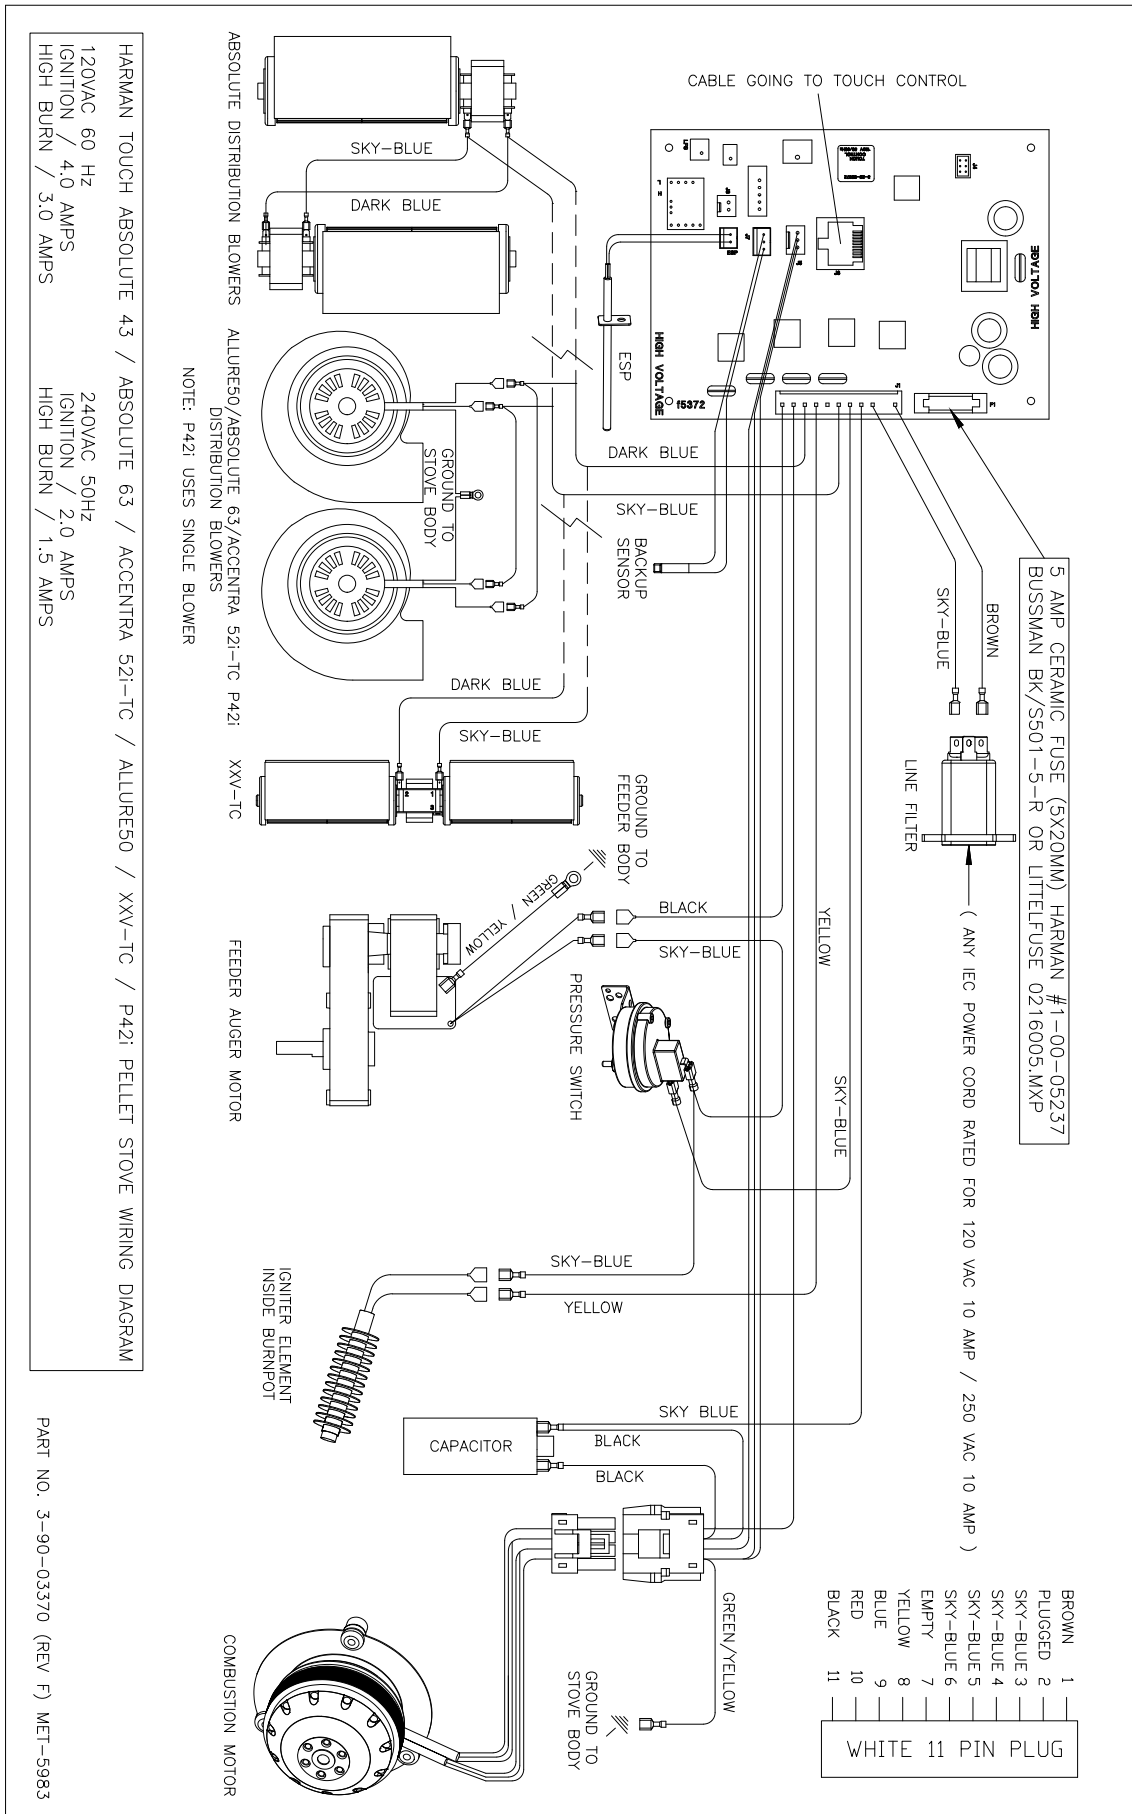 CABLE GOING TO TOUCH CONTROL
HIGH VOLTAGE
HIGH VOLTAGE
f5372
J1
F1
J4
ESP
L
H
5 AMP CERAMIC FUSE (5X20MM) HARMAN #1-00-05237
BUSSMAN BK/S501-5-R OR LITTELFUSE 0216005.MXP
BROWN
SKY-BLUE
LINE FILTER
( ANY IEC POWER CORD RATED FOR 120 VAC 10 AMP / 250 VAC 10 AMP )
BROWN 1
PLUGGED 2
SKY-BLUE 3
SKY-BLUE 4
SKY-BLUE 5
SKY-BLUE 6
EMPTY 7
YELLOW 8
BLUE 9
RED 10
BLACK 11
WHITE 11 PIN PLUG
SKY-BLUE
DARK BLUE
ABSOLUTE DISTRIBUTION BLOWERS
ESP
DARK BLUE
SKY-BLUE
BACKUP
SENSOR
GROUND TO
STOVE BODY
ALLURE50/ABSOLUTE 63/ACCENTRA 52i-TC P42i
DISTRIBUTION BLOWERS
NOTE: P42i USES SINGLE BLOWER
DARK BLUE
SKY-BLUE
XXV-TC
2
1
3
GROUND TO
FEEDER BODY
GREEN / YELLOW
BLACK
SKY-BLUE
FEEDER AUGER MOTOR
PRESSURE SWITCH
YELLOW
SKY-BLUE
SKY-BLUE
YELLOW
IGNITER ELEMENT
INSIDE BURNPOT
SKY BLUE
CAPACITOR
BLACK
BLACK
GREEN/YELLOW
GROUND TO
STOVE BODY
COMBUSTION MOTOR
HARMAN TOUCH ABSOLUTE 43 / ABSOLUTE 63 / ACCENTRA 52i-TC / ALLURE50 / XXV-TC / P42i PELLET STOVE WIRING DIAGRAM
120VAC 60 Hz
IGNITION / 4.0 AMPS
HIGH BURN / 3.0 AMPS
240VAC 50Hz
IGNITION / 2.0 AMPS
HIGH BURN / 1.5 AMPS
PART NO. 3-90-03370 (REV F) MET-5983